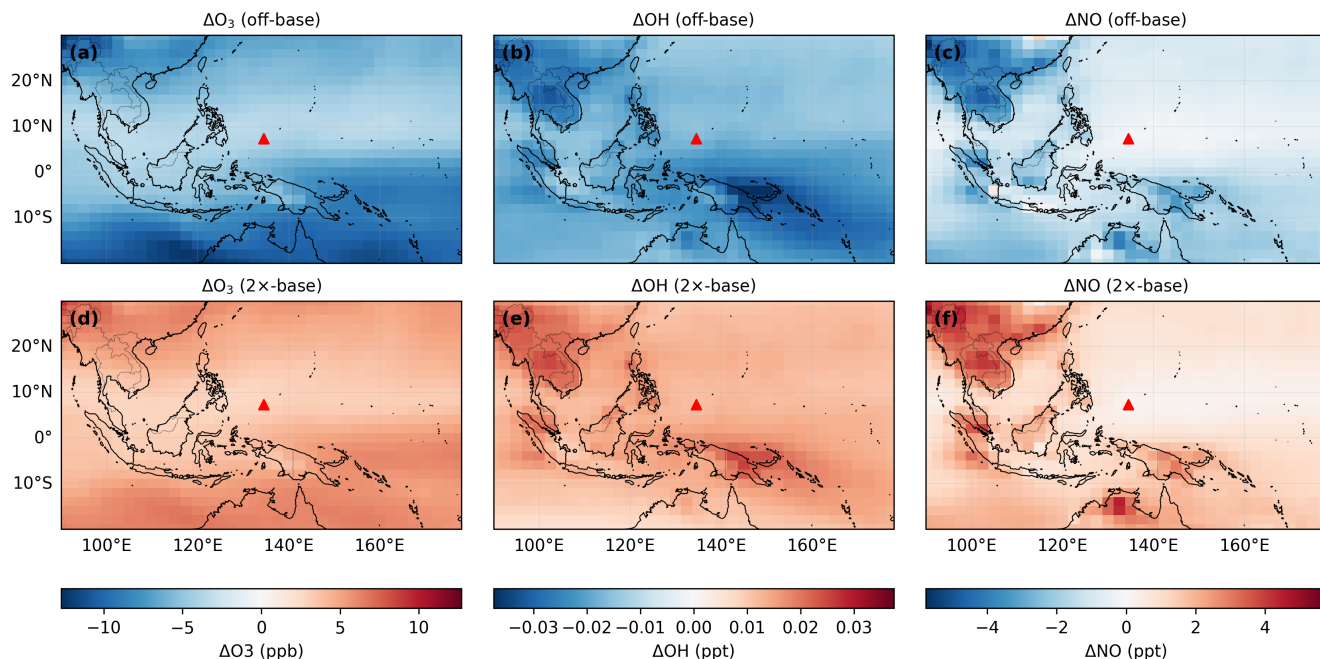 ΔO₃ (off-base)
ΔOH (off-base)
ΔNO (off-base)
(a)
(b)
(c)
20°N
10°N
0°
10°S
ΔO₃ (2×-base)
ΔOH (2×-base)
ΔNO (2×-base)
(d)
(e)
(f)
20°N
10°N
0°
10°S
100°E 120°E 140°E 160°E
100°E 120°E 140°E 160°E
100°E 120°E 140°E 160°E
−10 −5 0 5 10
−0.03 −0.02 −0.01 0.00 0.01 0.02 0.03
−4 −2 0 2 4
ΔO3 (ppb)
ΔOH (ppt)
ΔNO (ppt)